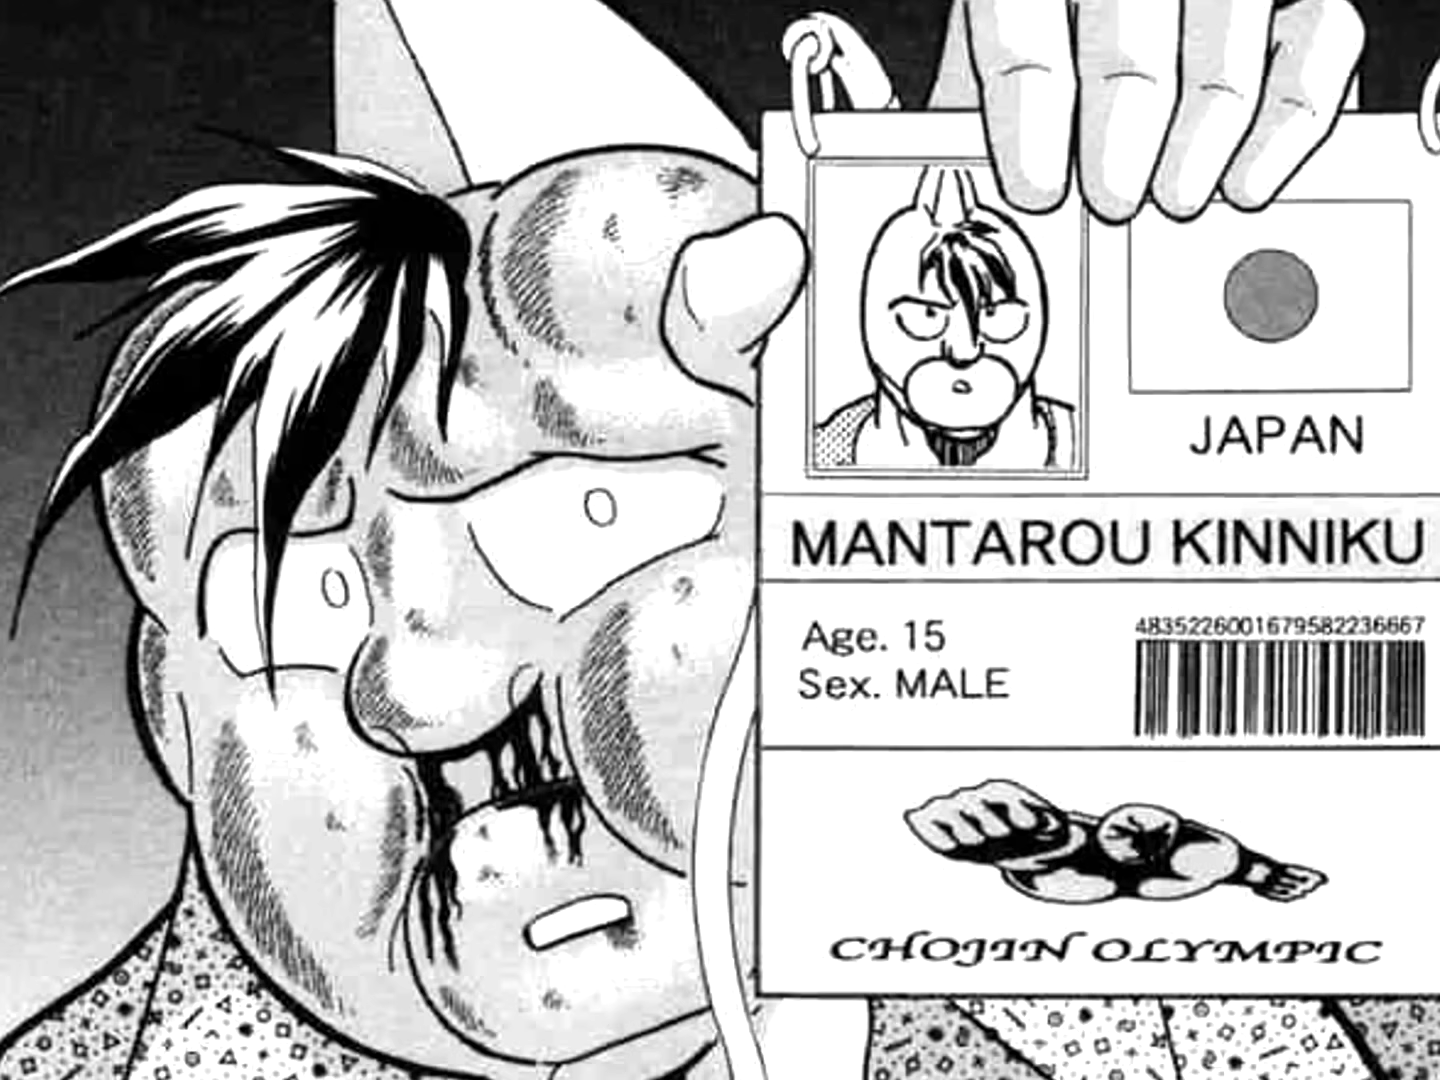 JAPAN
MANTAROU KINNIKU
Age. 15
Sex. MALE
4835226001679582236667
CHOJIN OLYMPIC